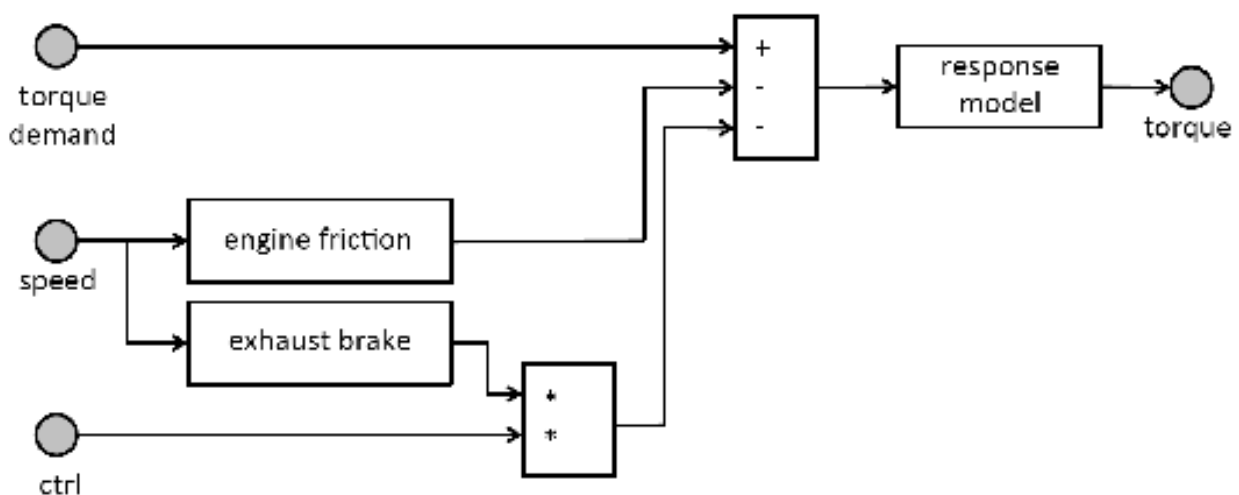 torque
demand
+
-
-
response
model
torque
engine friction
speed
exhaust brake
*
*
ctrl